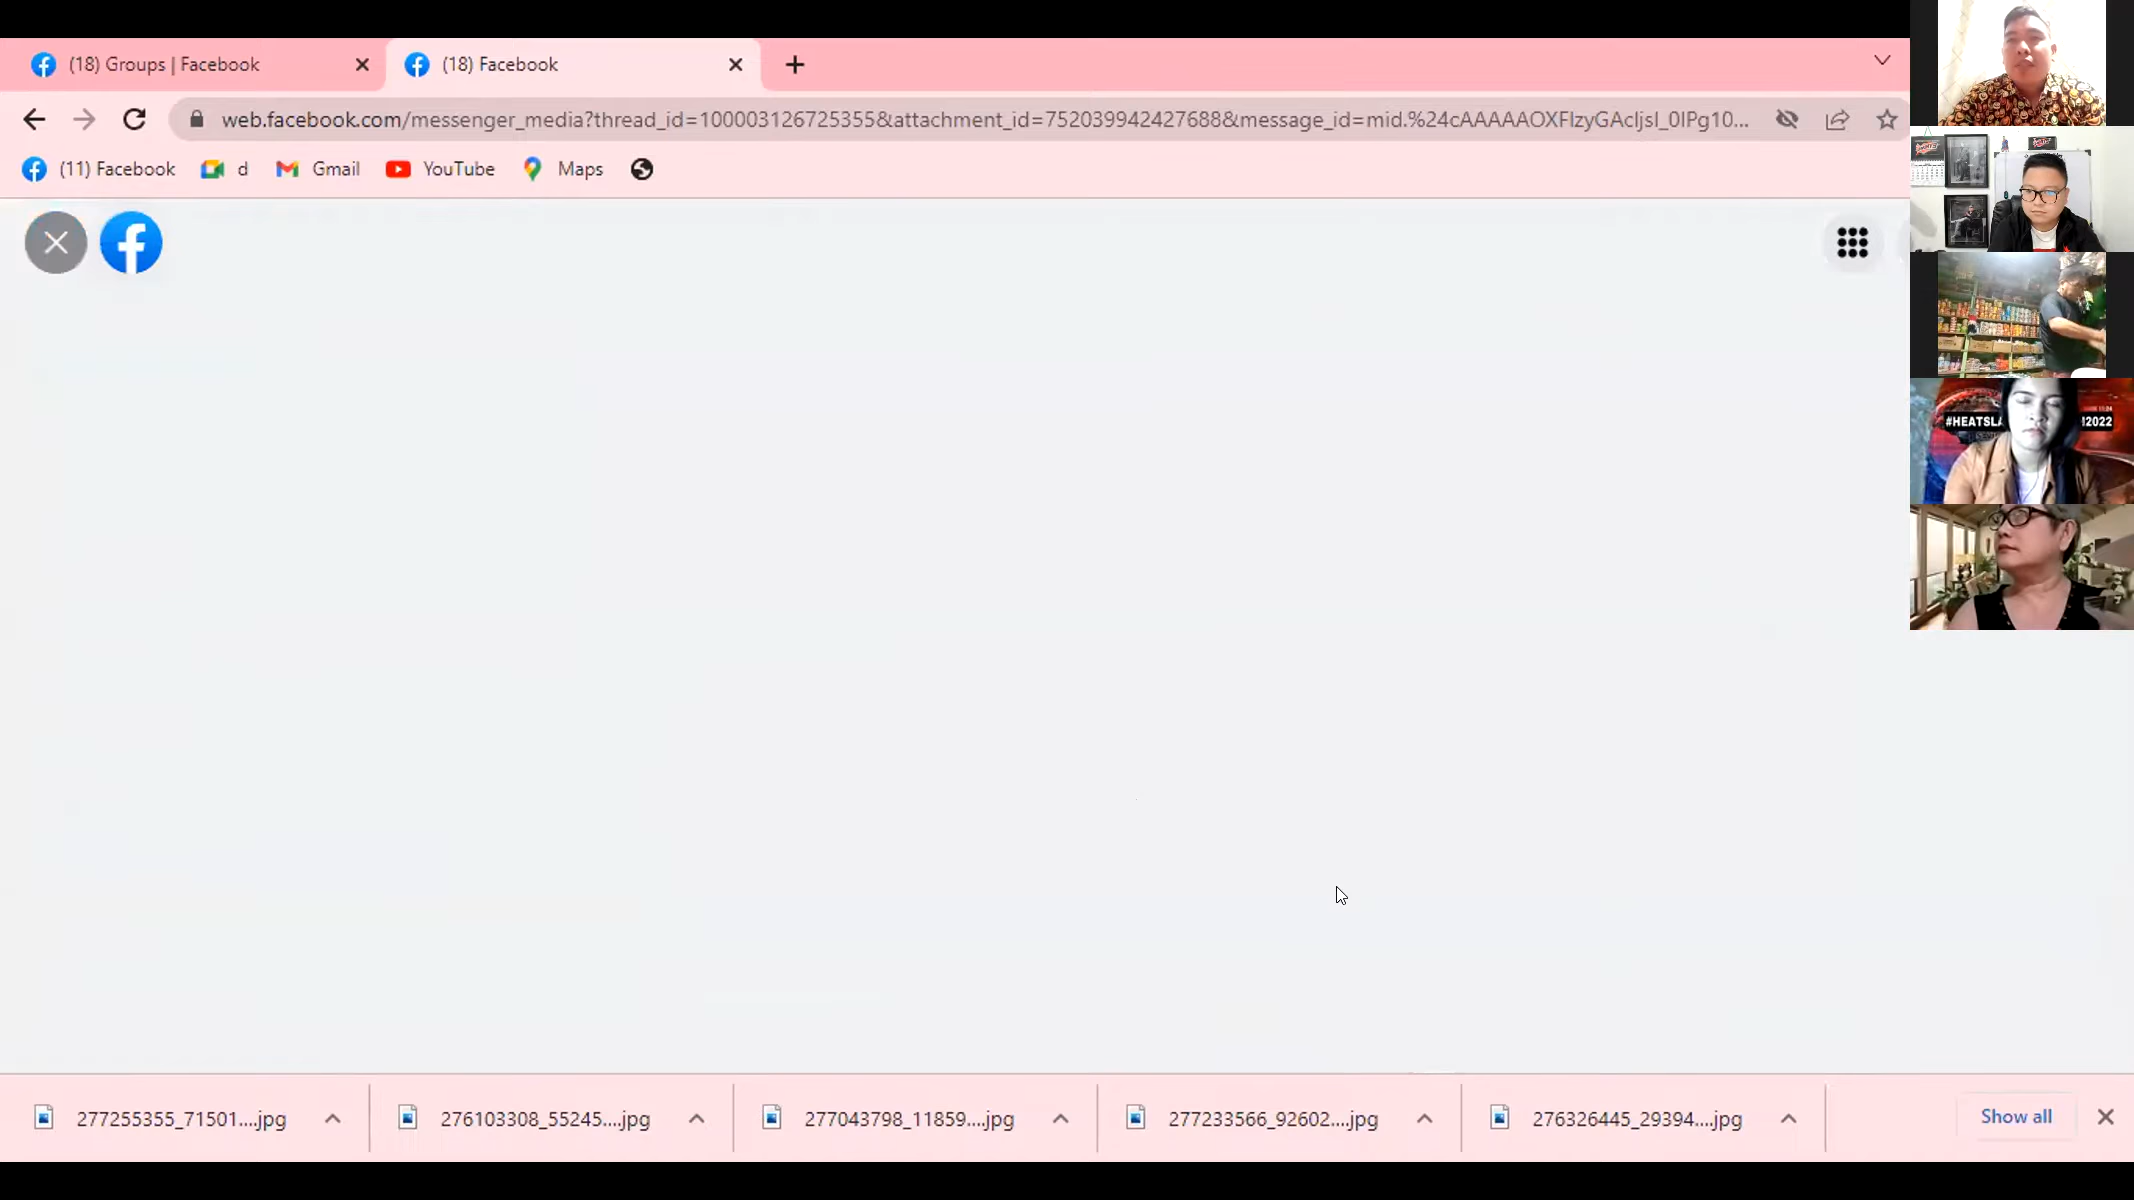 (18) Groups | Facebook
(18) Facebook
web.facebook.com/messenger_media?thread_id=100003126725355&attachment_id=752039942427688&message_id=mid.%24cAAAAAOXFIzyGAcIjsI_0IPg10...
(11) Facebook
d
Gmail
YouTube
Maps
#HEATSLA
2022
277255355_71501....jpg
276103308_55245....jpg
277043798_11859....jpg
277233566_92602....jpg
276326445_29394....jpg
Show all